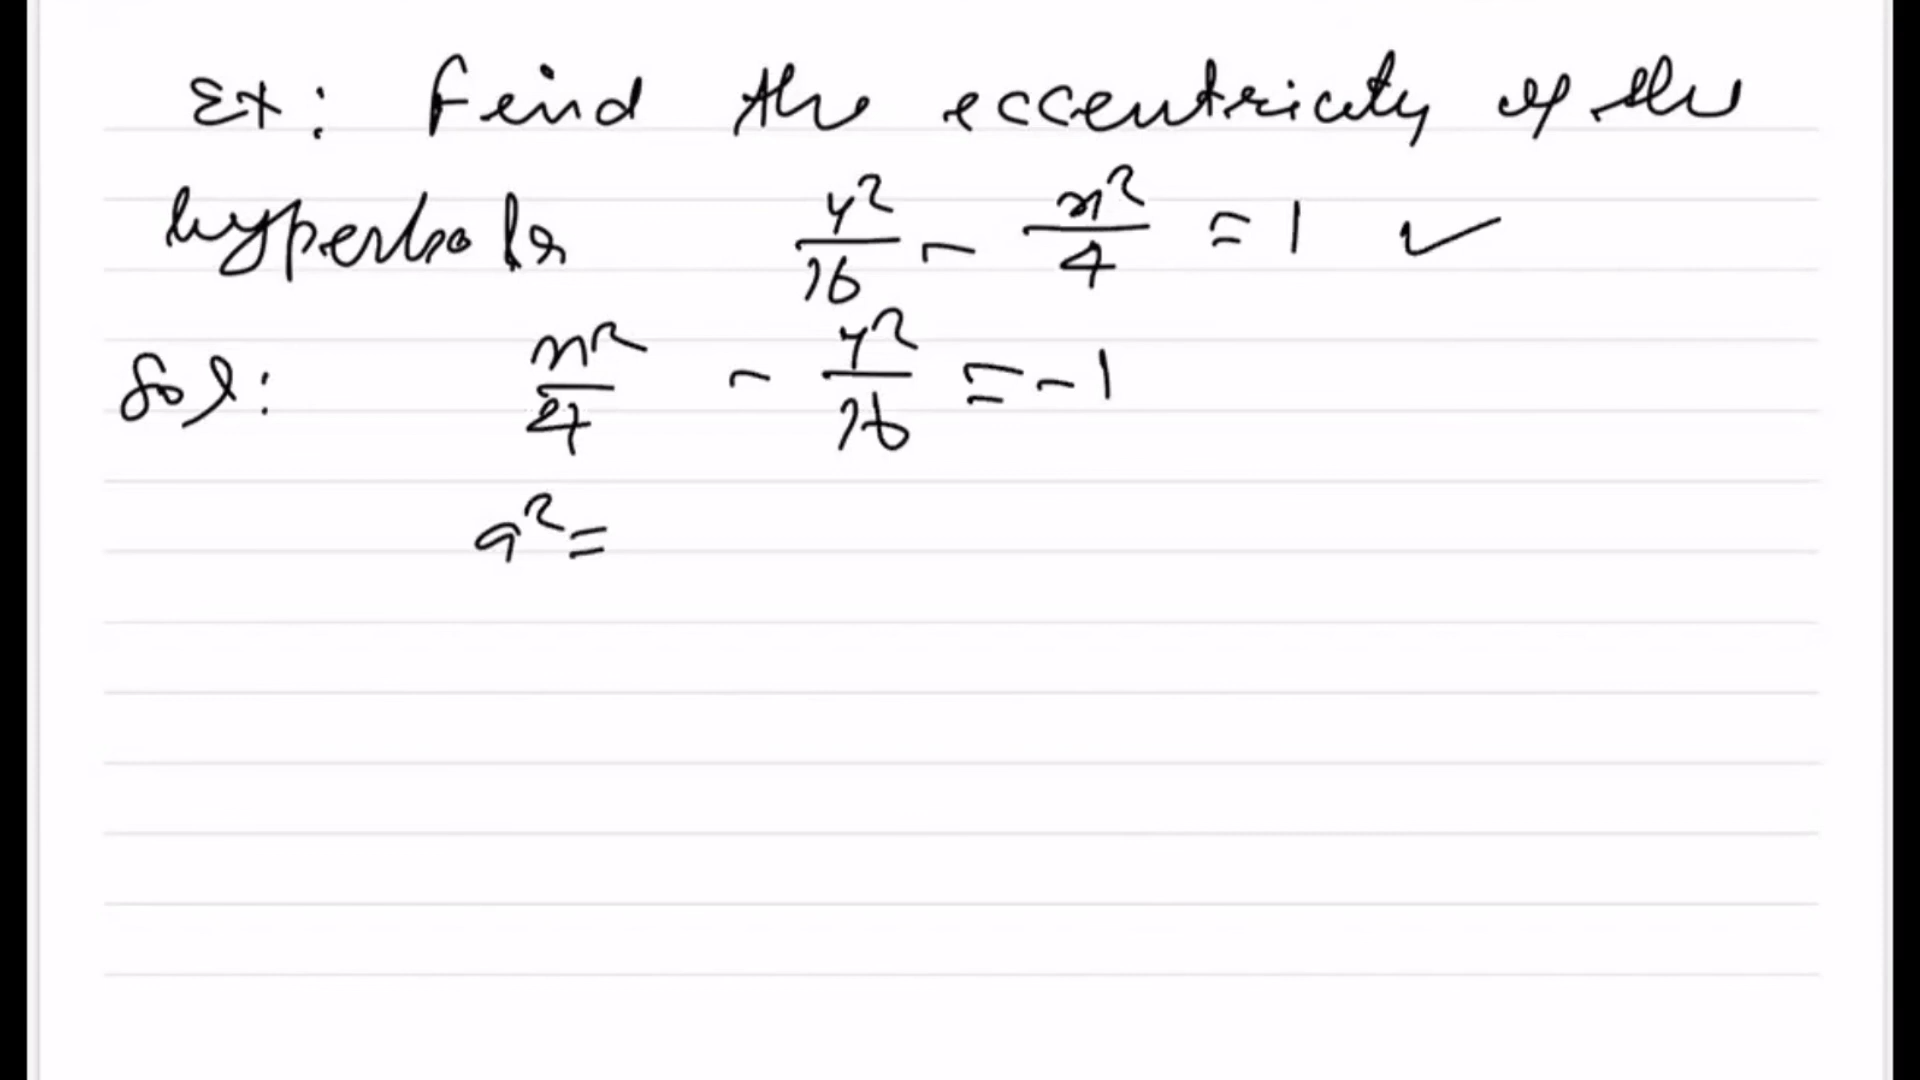 Ex: Find the eccentricity of the
hyperbola y²/16 - x²/4 = 1 ✓
Sol: x²/4 - y²/16 = -1
a² =